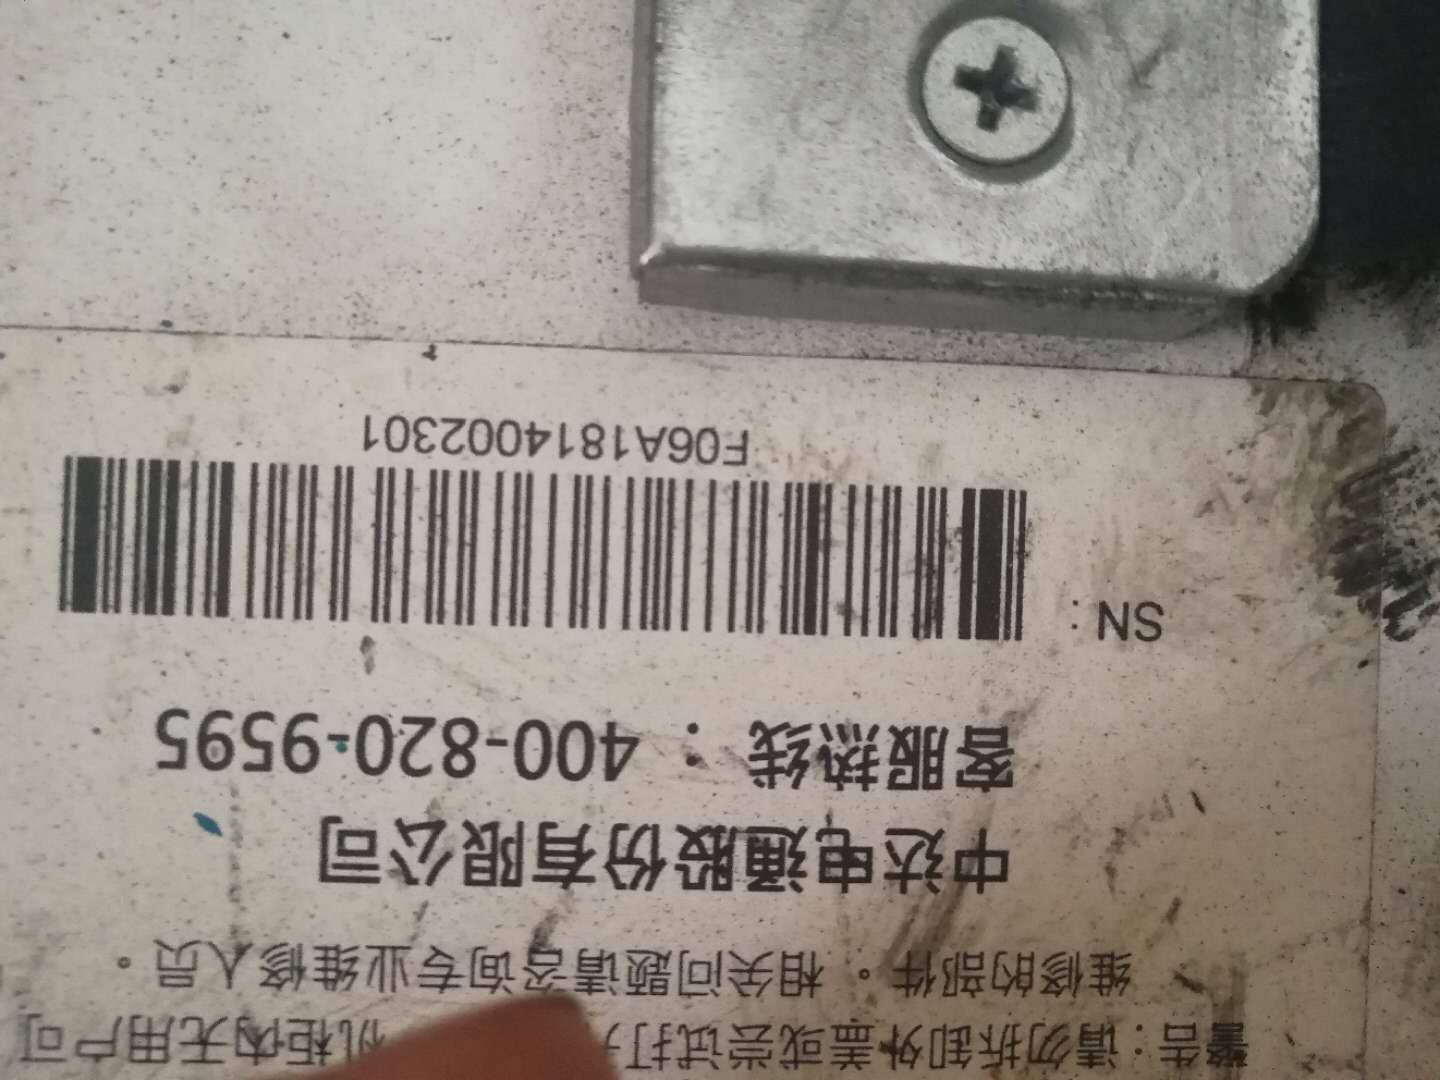 警告：请勿拆卸外盖或尝试打 机柜内无用户可
维修的部件。相关问题请咨询专业维修人员。
中达电通股份有限公司
客服热线：400-820-9595
SN:
F06A1814002301